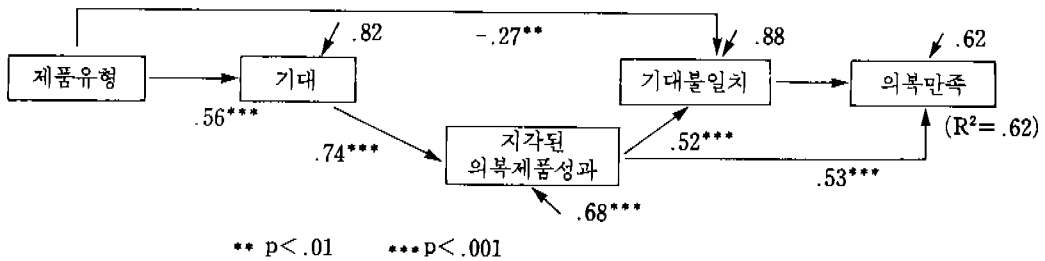 -.27**
.82
.88
.62
제품유형
기대
기대불일치
의복만족
.56***
(R²= .62)
.74***
지각된
의복제품성과
.52***
.53***
.68***
** p< .01 *** p< .001